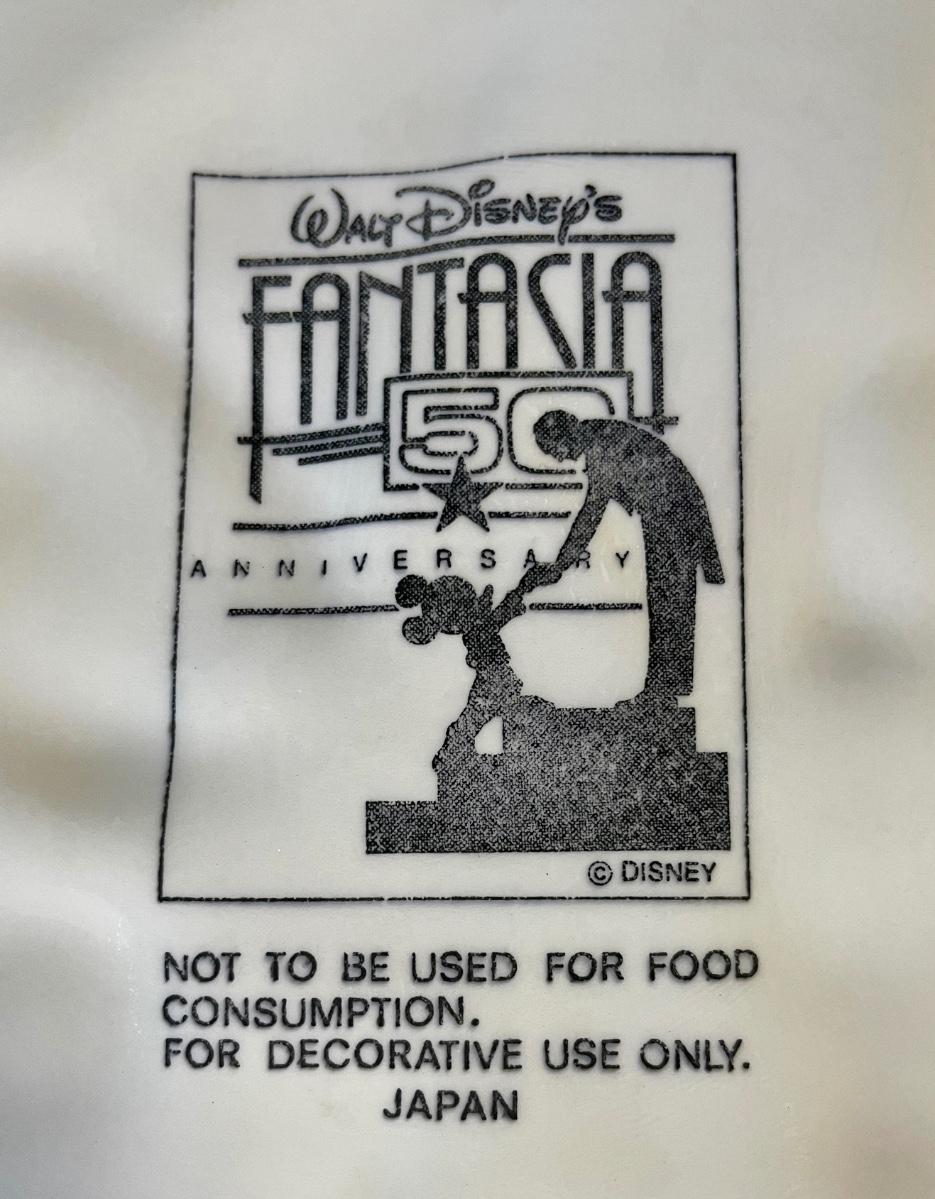 WALT DISNEY'S
FANTASIA
50
ANNIVERSARY
© DISNEY
NOT TO BE USED FOR FOOD
CONSUMPTION.
FOR DECORATIVE USE ONLY.
JAPAN